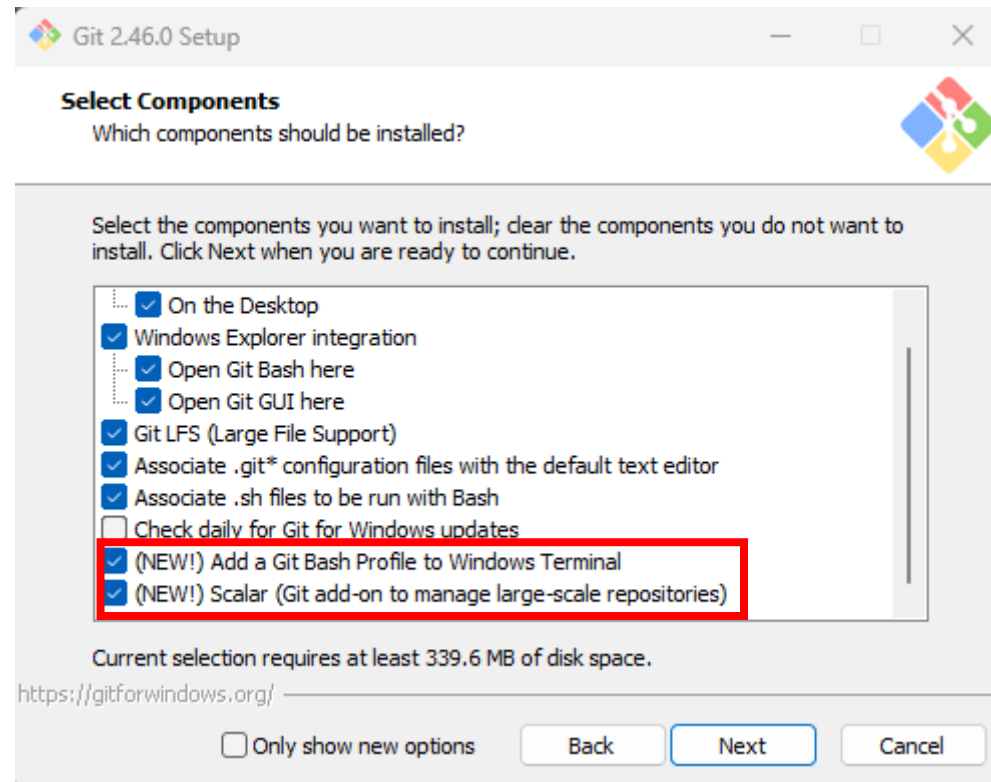 Git 2.46.0 Setup
Select Components
Which components should be installed?
Select the components you want to install; clear the components you do not want to
install. Click Next when you are ready to continue.
On the Desktop
Windows Explorer integration
Open Git Bash here
Open Git GUI here
Git LFS (Large File Support)
Associate .git* configuration files with the default text editor
Associate .sh files to be run with Bash
Check daily for Git for Windows updates
(NEW!) Add a Git Bash Profile to Windows Terminal
(NEW!) Scalar (Git add-on to manage large-scale repositories)
Current selection requires at least 339.6 MB of disk space.
https://gitforwindows.org/
Only show new options
Back
Next
Cancel